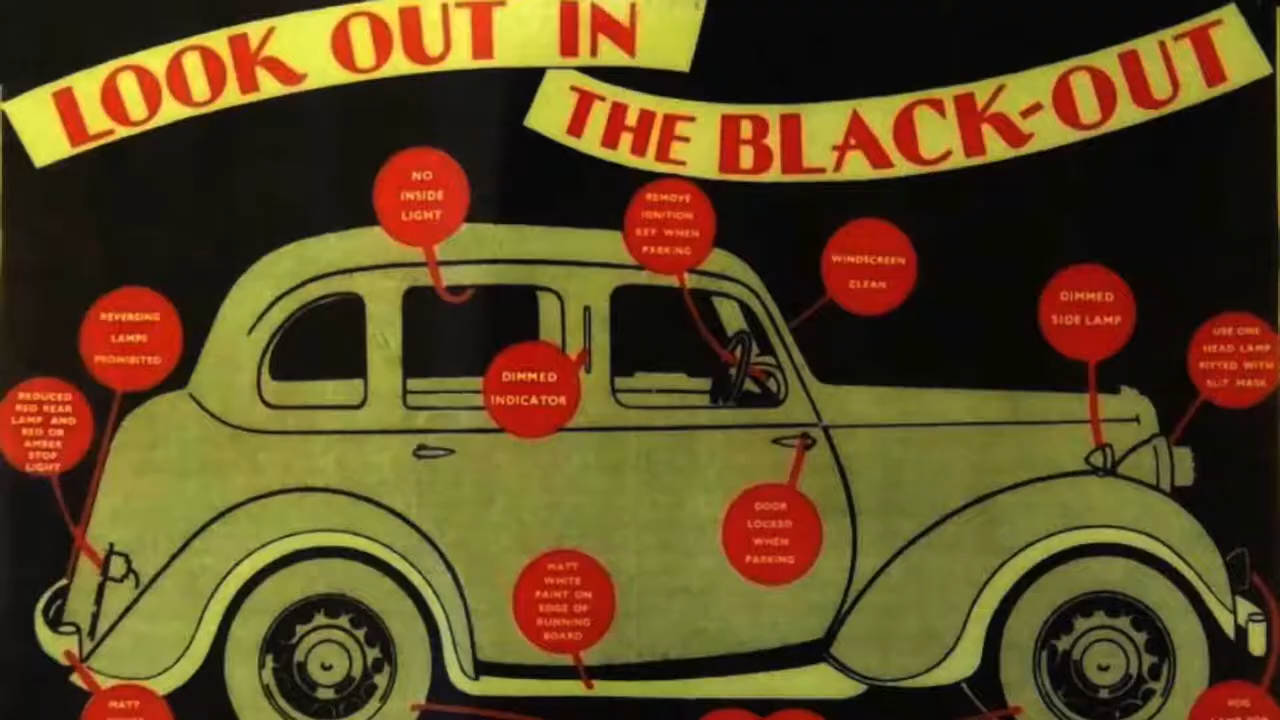 LOOK OUT IN
THE BLACK-OUT
NO
INSIDE
LIGHT
REMOVE
IGNITION
KEY WHEN
PARKING
WINDSCREEN
CLEAN
DIMMED
SIDE LAMP
USE ONE
HEAD LAMP
FITTED WITH
SLIT MASK
REVERSING
LAMPS
PROHIBITED
REDUCED
RED REAR
LAMP AND
RED OR
AMBER
STOP
LIGHT
DIMMED
INDICATOR
DOOR
LOCKED
WHEN
PARKING
MATT
WHITE
PAINT ON
EDGE OF
RUNNING
BOARD
MATT
FOG